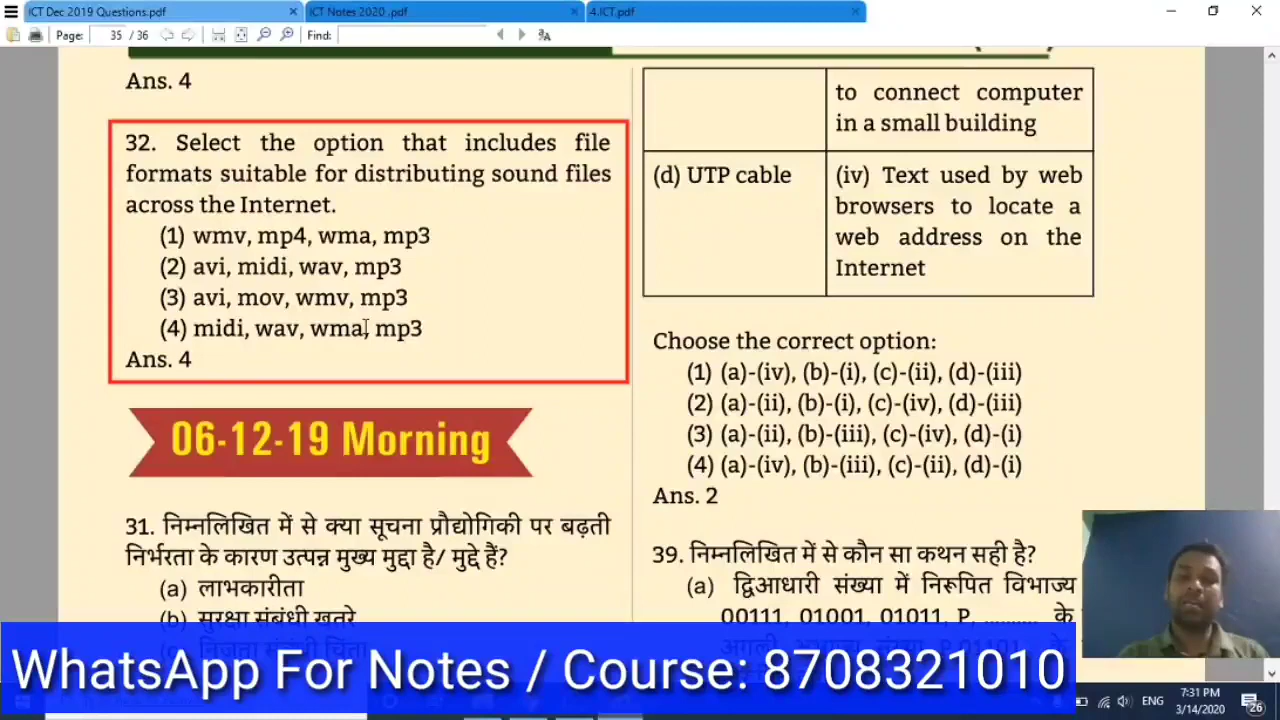 ICT Dec 2019 Questions.pdf
ICT Notes 2020 .pdf
4.ICT.pdf
Page: 35 / 36
Find:
Ans. 4
32. Select the option that includes file
formats suitable for distributing sound files
across the Internet.
(1) wmv, mp4, wma, mp3
(2) avi, midi, wav, mp3
(3) avi, mov, wmv, mp3
(4) midi, wav, wma, mp3
Ans. 4
06-12-19 Morning
31. निम्नलिखित में से क्या सूचना प्रौद्योगिकी पर बढ़ती
निर्भरता के कारण उत्पन्न मुख्य मुद्दा है/ मुद्दे हैं?
(a) लाभकारीता
(b) सुरक्षा संबंधी खतरे
to connect computer
in a small building
(d) UTP cable
(iv) Text used by web
browsers to locate a
web address on the
Internet
Choose the correct option:
(1) (a)-(iv), (b)-(i), (c)-(ii), (d)-(iii)
(2) (a)-(ii), (b)-(i), (c)-(iv), (d)-(iii)
(3) (a)-(ii), (b)-(iii), (c)-(iv), (d)-(i)
(4) (a)-(iv), (b)-(iii), (c)-(ii), (d)-(i)
Ans. 2
39. निम्नलिखित में से कौन सा कथन सही है?
(a) द्विआधारी संख्या में निरूपित विभाज्य
00111, 01001, 01011, P, ......... के
WhatsApp For Notes / Course: 8708321010
ENG
7:31 PM
3/14/2020
26